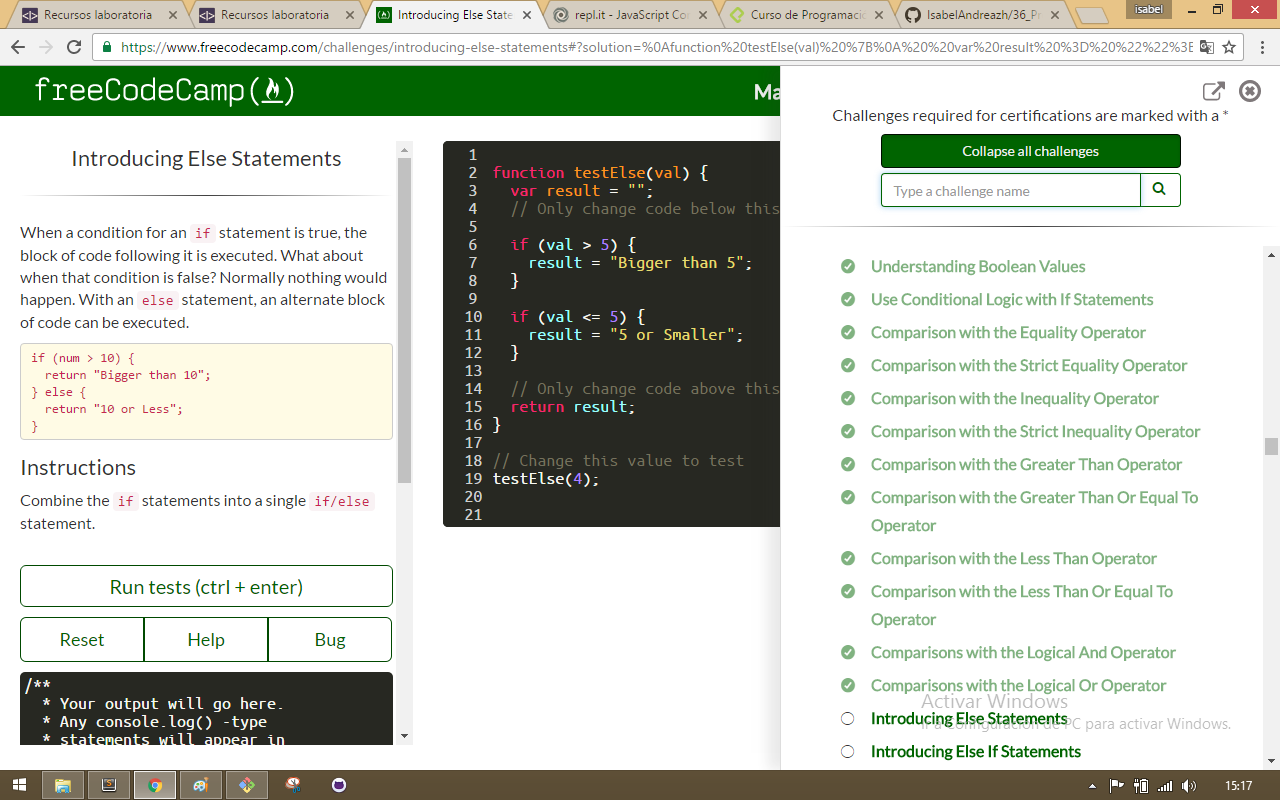 Recursos laboratoria
Recursos laboratoria
Introducing Else State
repl.it - JavaScript Co
Curso de Programació
IsabelAndreazh/36_Pr
isabel
https://www.freecodecamp.com/challenges/introducing-else-statements#?solution=%0Afunction%20testElse(val)%20%7B%0A%20%20var%20result%20%3D%20%22%22%3E
freeCodeCamp
Ma
Introducing Else Statements
When a condition for an if statement is true, the
block of code following it is executed. What about
when that condition is false? Normally nothing would
happen. With an else statement, an alternate block
of code can be executed.
if (num > 10) {
  return "Bigger than 10";
} else {
  return "10 or Less";
}
Instructions
Combine the if statements into a single if/else
statement.
Run tests (ctrl + enter)
Reset
Help
Bug
/**
  * Your output will go here.
  * Any console.log() -type
  * statements will appear in
1
2 function testElse(val) {
3   var result = "";
4   // Only change code below this
5
6   if (val > 5) {
7     result = "Bigger than 5";
8   }
9
10   if (val <= 5) {
11     result = "5 or Smaller";
12   }
13
14   // Only change code above this
15   return result;
16 }
17
18 // Change this value to test
19 testElse(4);
20
21
Challenges required for certifications are marked with a *
Collapse all challenges
Type a challenge name
Understanding Boolean Values
Use Conditional Logic with If Statements
Comparison with the Equality Operator
Comparison with the Strict Equality Operator
Comparison with the Inequality Operator
Comparison with the Strict Inequality Operator
Comparison with the Greater Than Operator
Comparison with the Greater Than Or Equal To
Operator
Comparison with the Less Than Operator
Comparison with the Less Than Or Equal To
Operator
Comparisons with the Logical And Operator
Comparisons with the Logical Or Operator
Activar Windows
Introducing Else Statements
Ir a Configuración de PC para activar Windows.
Introducing Else If Statements
15:17